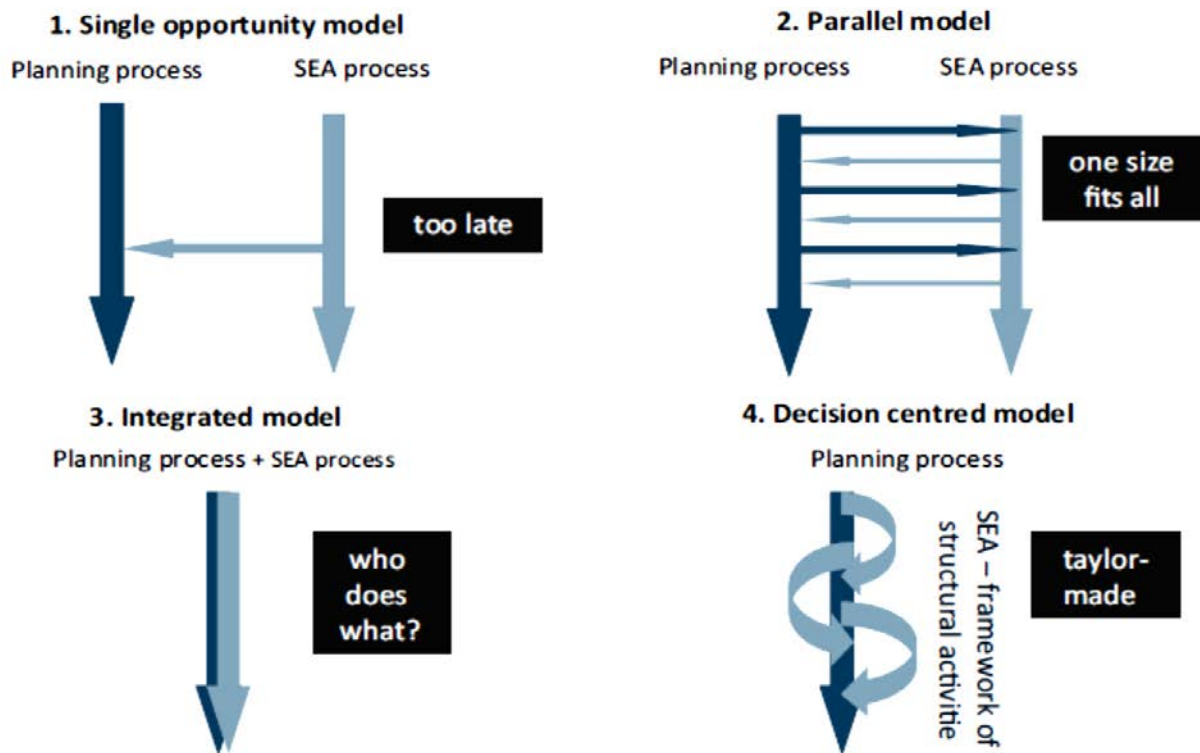 1. Single opportunity model
Planning process
SEA process
too late
2. Parallel model
Planning process
SEA process
one size
fits all
3. Integrated model
Planning process + SEA process
who
does
what?
4. Decision centred model
Planning process
SEA – framework of
structural activitie
taylor-
made